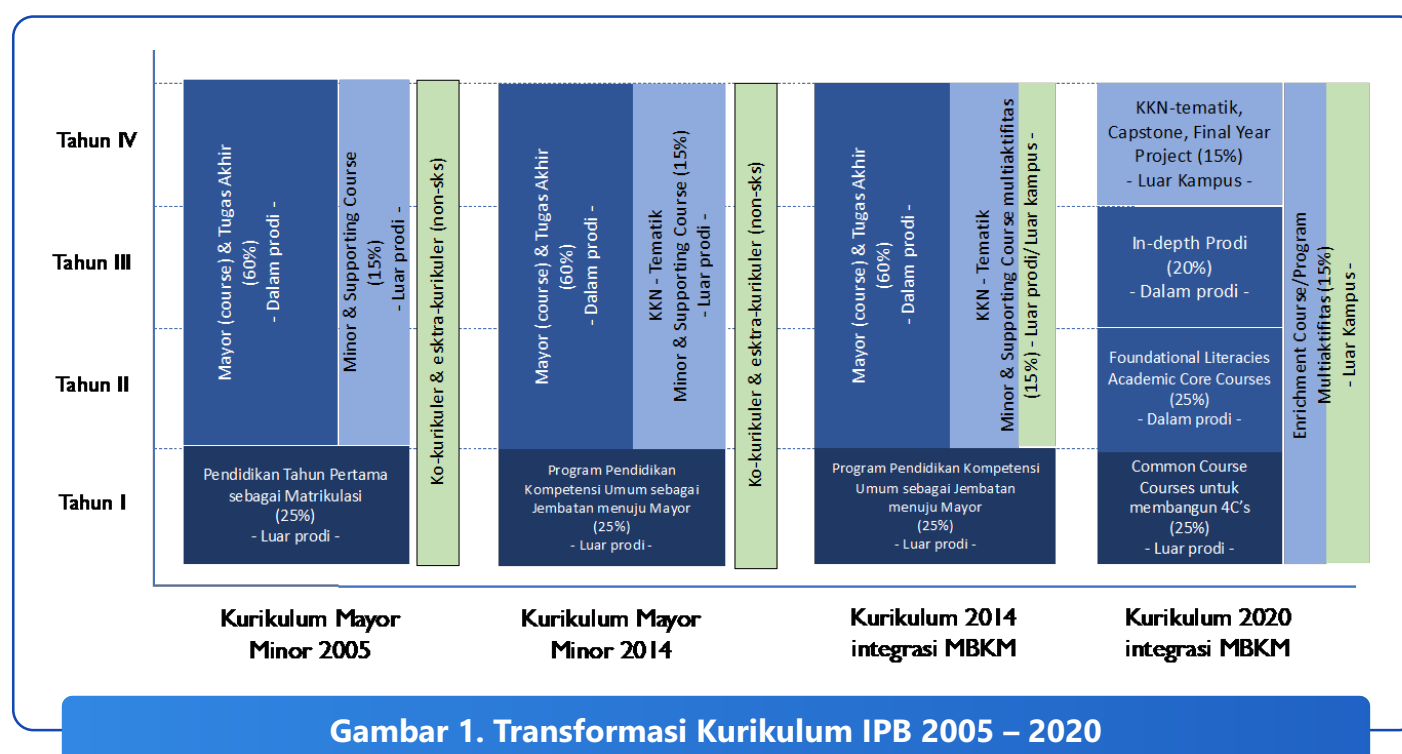 Tahun IV
Tahun III
Tahun II
Tahun I
Mayor (course) & Tugas Akhir
(60%)
- Dalam prodi -
Minor & Supporting Course
(15%)
- Luar prodi -
Pendidikan Tahun Pertama
sebagai Matrikulasi
(25%)
- Luar prodi -
Ko-kurikuler & esktra-kurikuler (non-sks)
Mayor (course) & Tugas Akhir
(60%)
- Dalam prodi -
KKN - Tematik
Minor & Supporting Course (15%)
- Luar prodi -
Program Pendidikan
Kompetensi Umum sebagai
Jembatan menuju Mayor
(25%)
- Luar prodi -
Ko-kurikuler & esktra-kurikuler (non-sks)
Mayor (course) & Tugas Akhir
(60%)
- Dalam prodi -
KKN - Tematik
Minor & Supporting Course multiaktifitas
(15%) - Luar prodi/Luar kampus -
Program Pendidikan Kompetensi
Umum sebagai Jembatan
menuju Mayor
(25%)
- Luar prodi -
KKN-tematik,
Capstone, Final Year
Project (15%)
- Luar Kampus -
In-depth Prodi
(20%)
- Dalam prodi -
Foundational Literacies
Academic Core Courses
(25%)
- Dalam prodi -
Common Course
Courses untuk
membangun 4C's
(25%)
- Luar prodi -
Enrichment Course/Program
Multiaktifitas (15%)
- Luar Kampus -
Kurikulum Mayor
Minor 2005
Kurikulum Mayor
Minor 2014
Kurikulum 2014
integrasi MBKM
Kurikulum 2020
integrasi MBKM
Gambar 1. Transformasi Kurikulum IPB 2005 – 2020